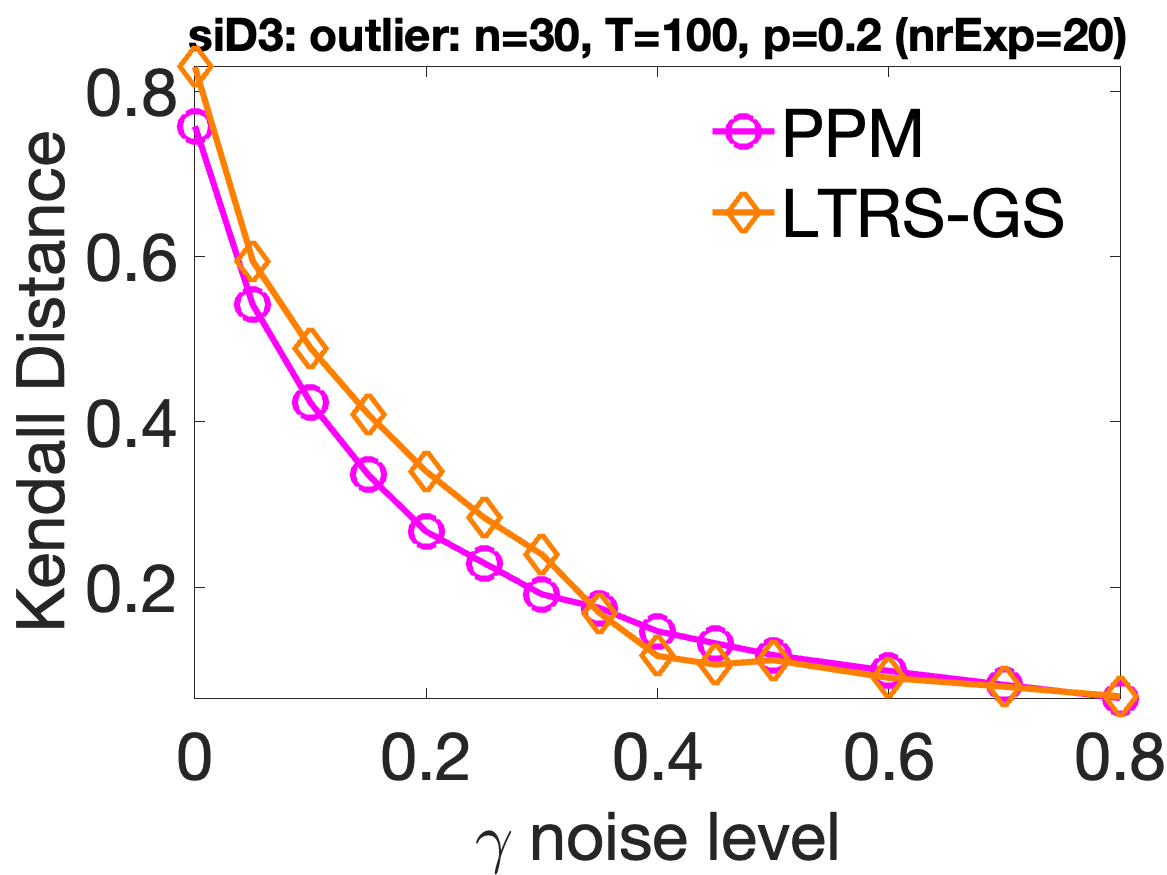 siD3: outlier: n=30, T=100, p=0.2 (nrExp=20)
PPM
LTRS-GS
Kendall Distance
0.8
0.6
0.4
0.2
0 0.2 0.4 0.6 0.8
γ noise level